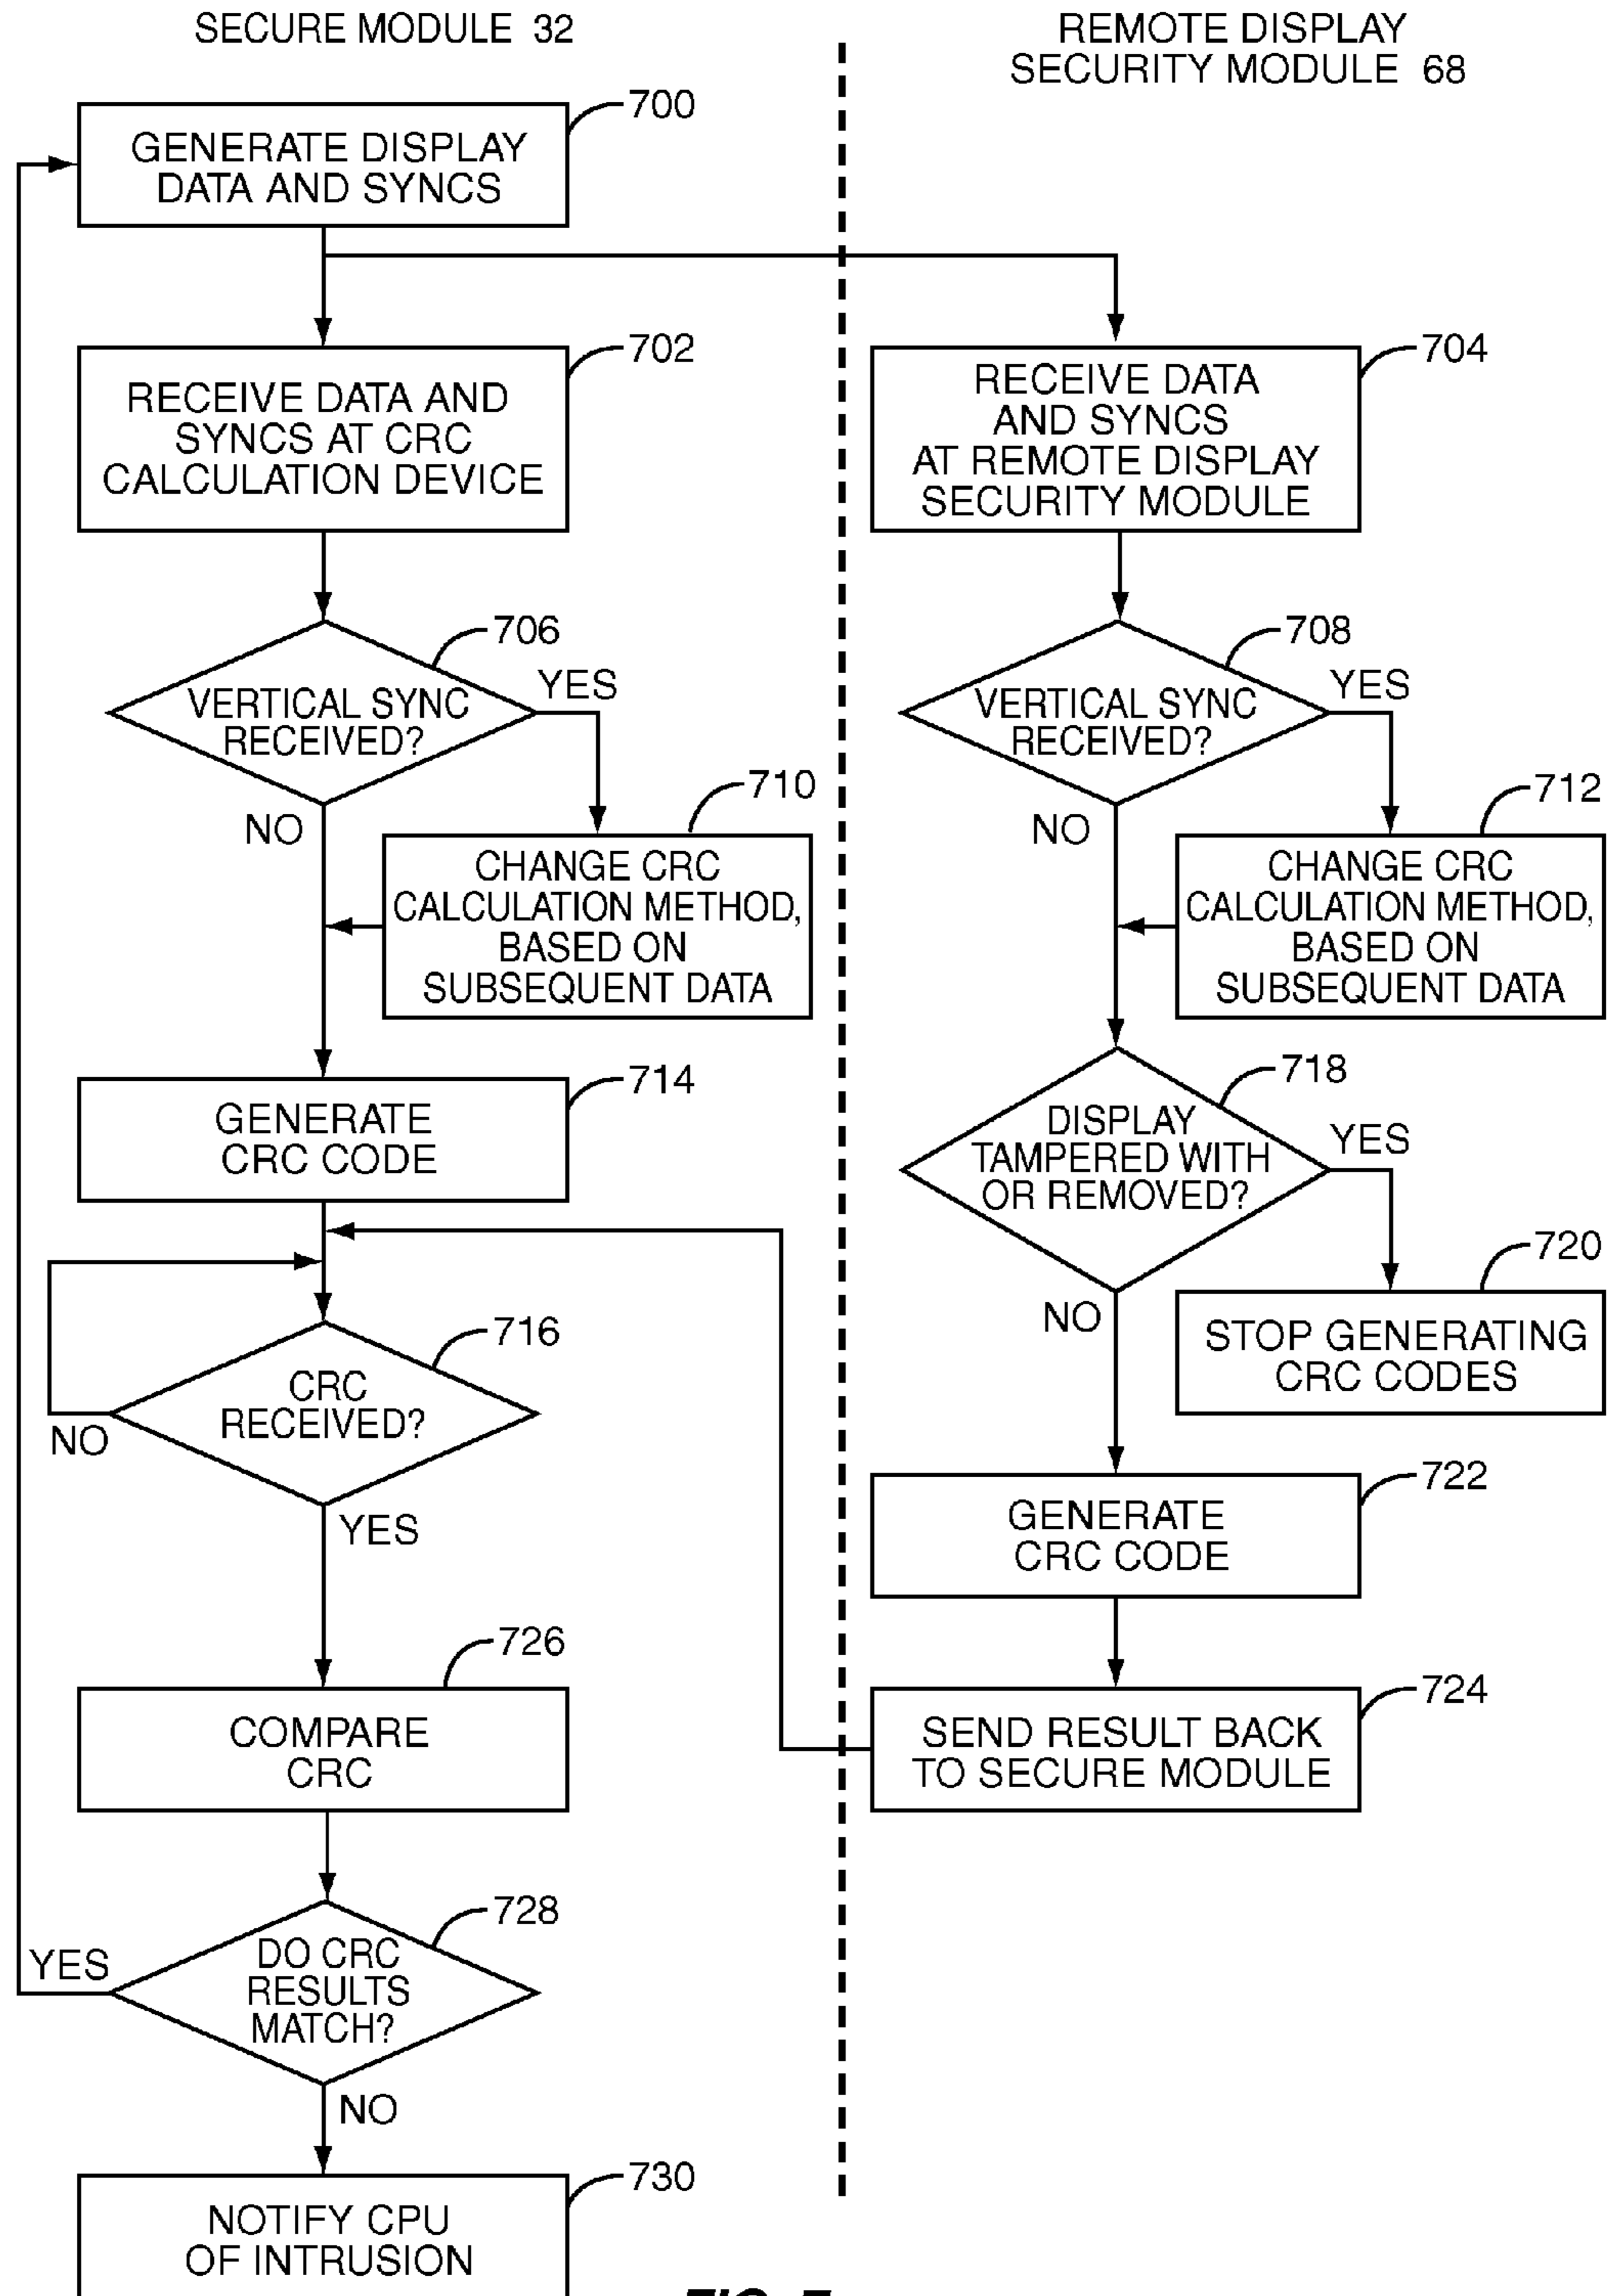 SECURE MODULE 32
REMOTE DISPLAY
SECURITY MODULE 68
700
GENERATE DISPLAY
DATA AND SYNCS
702
RECEIVE DATA AND
SYNCS AT CRC
CALCULATION DEVICE
704
RECEIVE DATA
AND SYNCS
AT REMOTE DISPLAY
SECURITY MODULE
706
VERTICAL SYNC
RECEIVED?
YES
NO
708
VERTICAL SYNC
RECEIVED?
YES
NO
710
CHANGE CRC
CALCULATION METHOD,
BASED ON
SUBSEQUENT DATA
712
CHANGE CRC
CALCULATION METHOD,
BASED ON
SUBSEQUENT DATA
714
GENERATE
CRC CODE
718
DISPLAY
TAMPERED WITH
OR REMOVED?
YES
NO
720
STOP GENERATING
CRC CODES
716
CRC
RECEIVED?
NO
YES
722
GENERATE
CRC CODE
726
COMPARE
CRC
724
SEND RESULT BACK
TO SECURE MODULE
728
DO CRC
RESULTS
MATCH?
YES
NO
730
NOTIFY CPU
OF INTRUSION